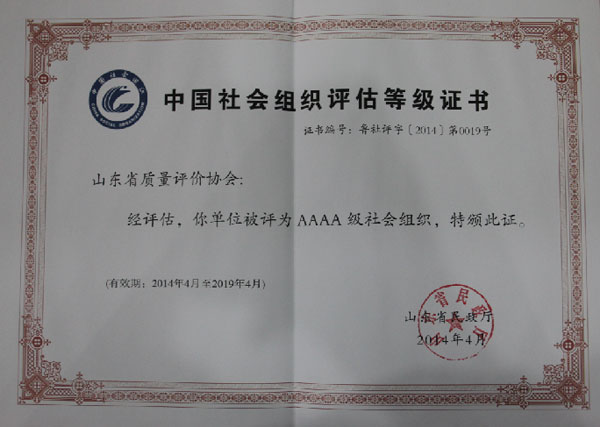 中国社会组织评估等级证书
证书编号：鲁社评字［2014］第0019号
山东省质量评价协会：
经评估，你单位被评为 AAAA 级社会组织，特颁此证。
(有效期：2014年4月至2019年4月)
山东省民政厅
2014年4月